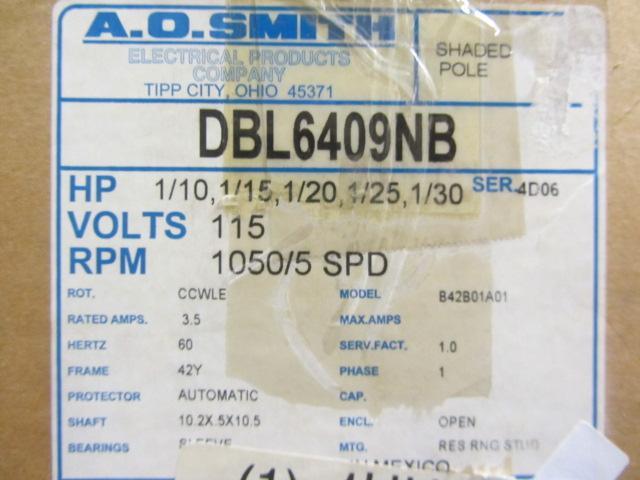 A.O.SMITH
ELECTRICAL PRODUCTS
COMPANY
TIPP CITY, OHIO 45371
SHADED
POLE
DBL6409NB
HP 1/10,1/15,1/20,1/25,1/30 SER. 4D06
VOLTS 115
RPM 1050/5 SPD
ROT. CCWLE MODEL B42B01A01
RATED AMPS. 3.5 MAX.AMPS
HERTZ 60 SERV.FACT. 1.0
FRAME 42Y PHASE 1
PROTECTOR AUTOMATIC CAP.
SHAFT 10.2X.5X10.5 ENCL. OPEN
BEARINGS SLEEVE MTG. RES RNG STUD
IN MEXICO
(1)